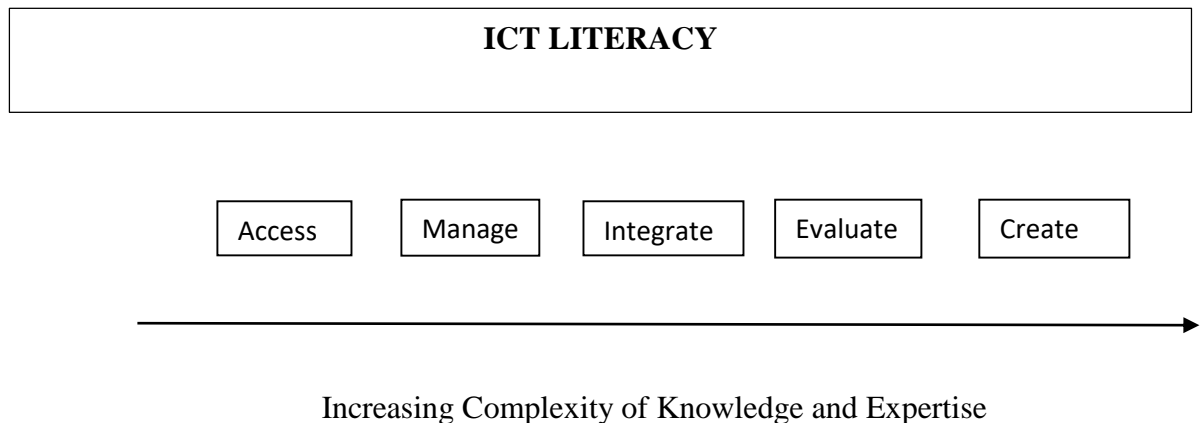 ICT LITERACY
Access Manage Integrate Evaluate Create
Increasing Complexity of Knowledge and Expertise